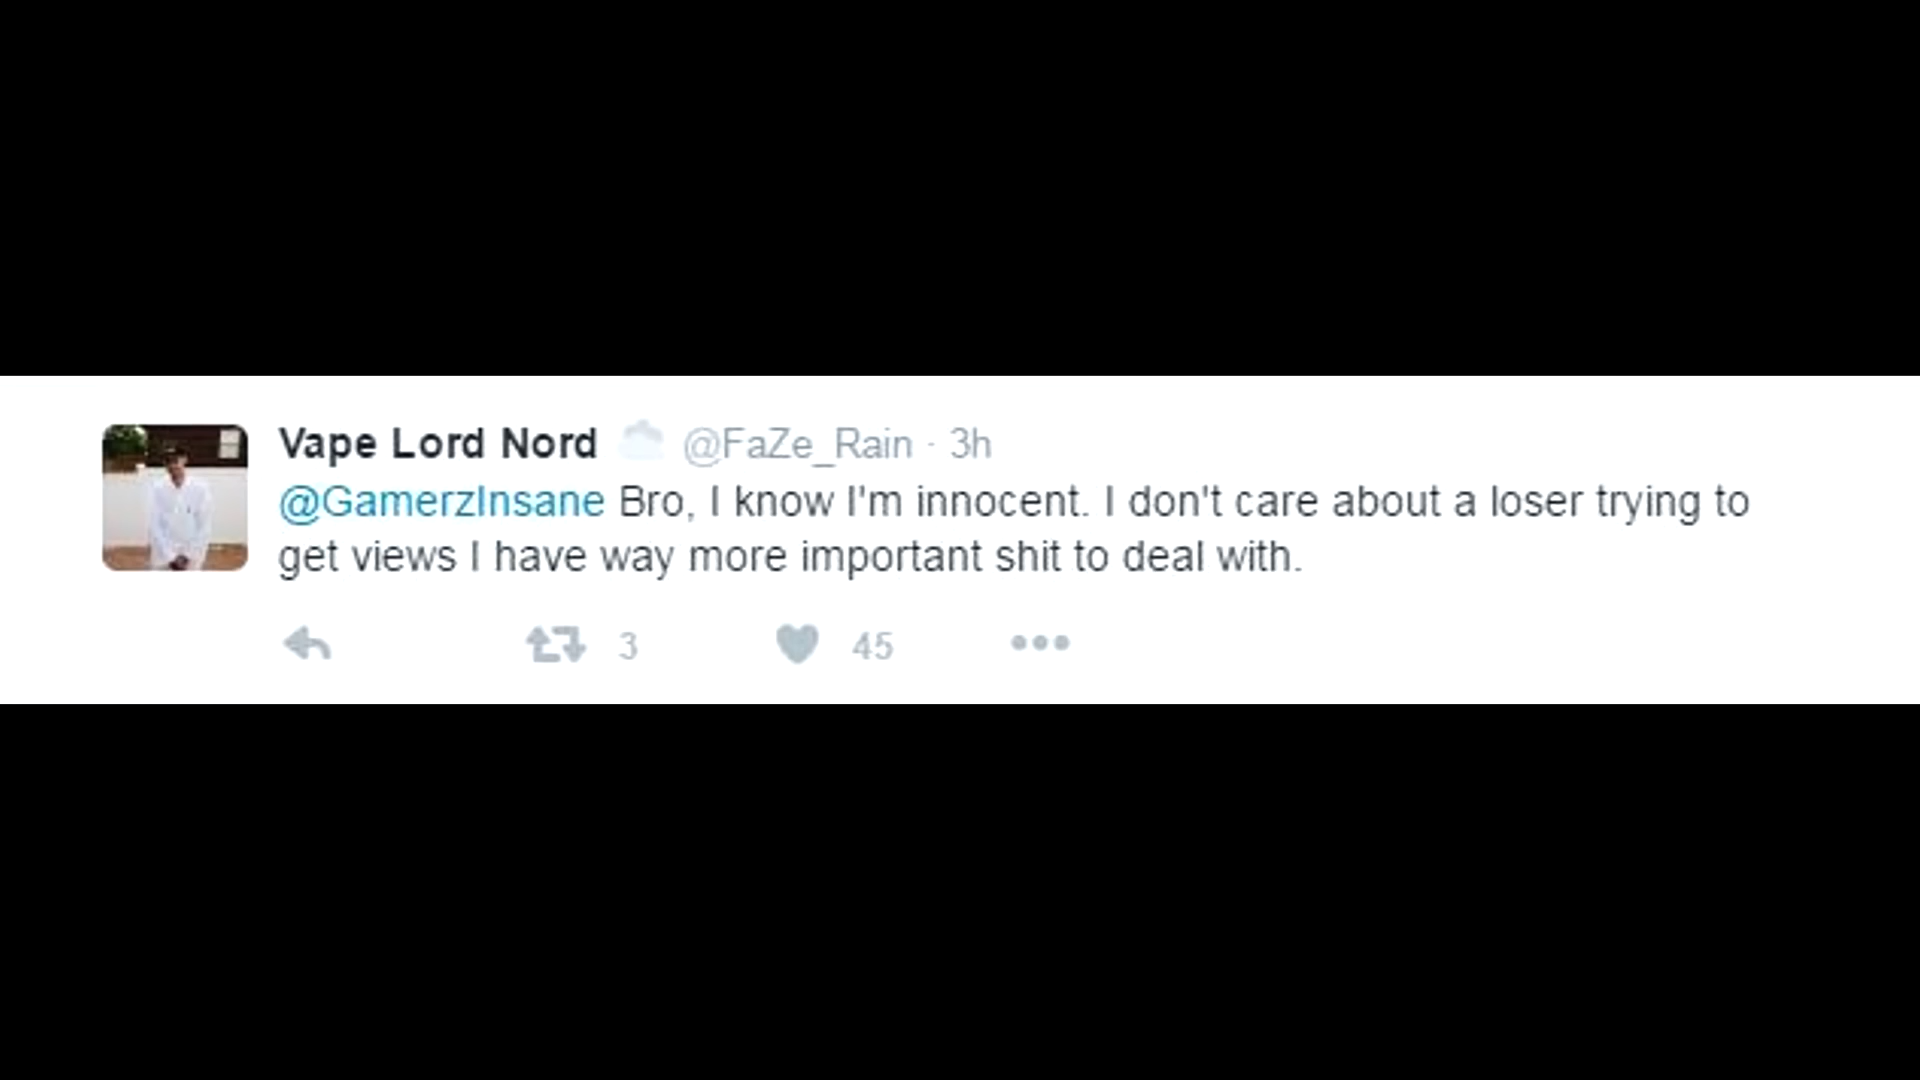 Vape Lord Nord @FaZe_Rain · 3h
@GamerzInsane Bro, I know I'm innocent. I don't care about a loser trying to
get views I have way more important shit to deal with.
3 45